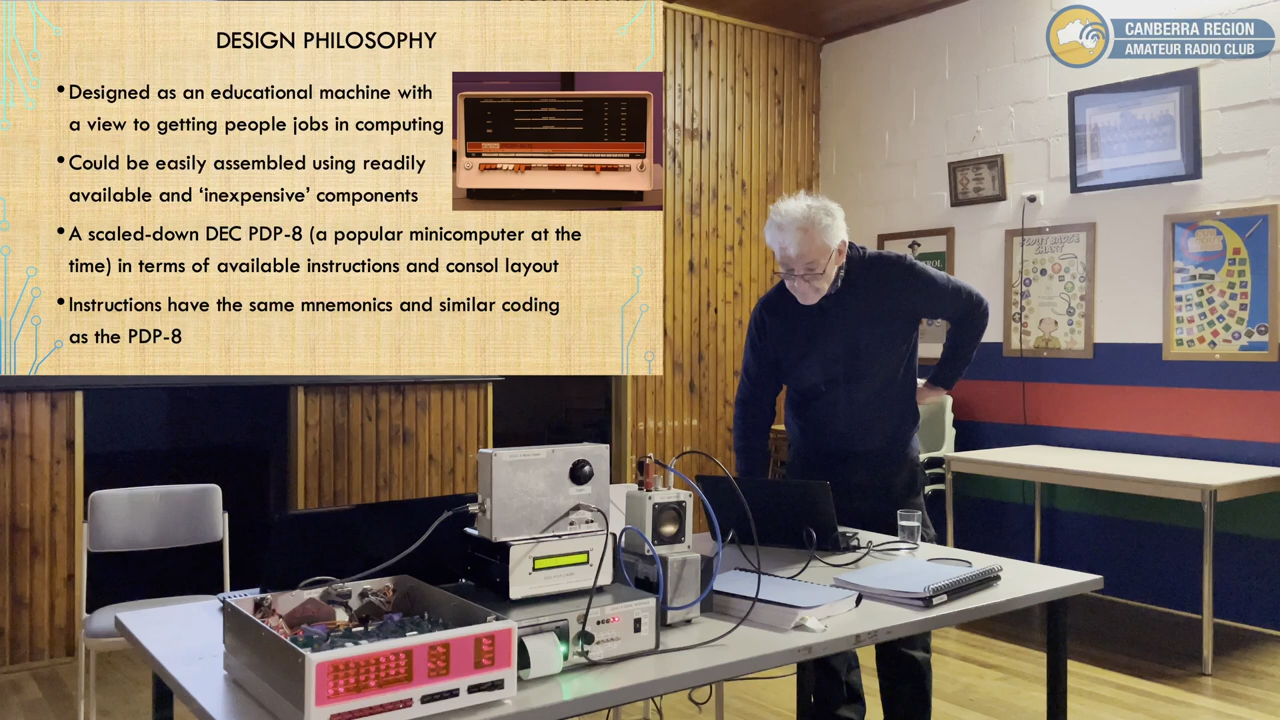 DESIGN PHILOSOPHY
•Designed as an educational machine with
a view to getting people jobs in computing
•Could be easily assembled using readily
available and ‘inexpensive’ components
•A scaled-down DEC PDP-8 (a popular minicomputer at the
time) in terms of available instructions and consol layout
•Instructions have the same mnemonics and similar coding
as the PDP-8
CANBERRA REGION
AMATEUR RADIO CLUB